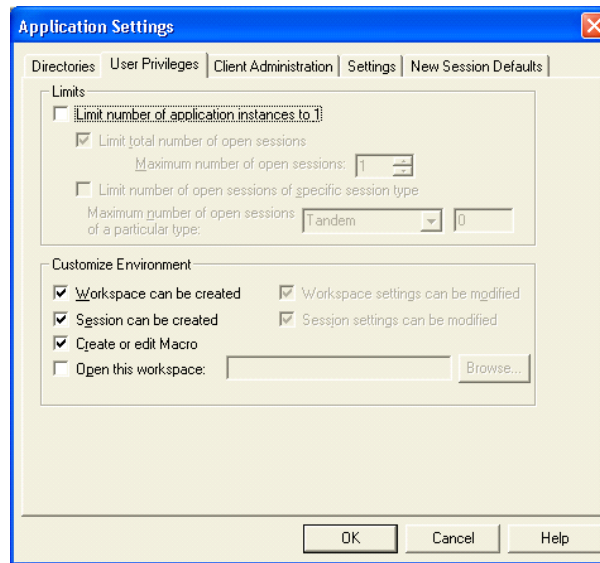 Application Settings
Directories User Privileges Client Administration Settings New Session Defaults
Limits
Limit number of application instances to 1
Limit total number of open sessions
Maximum number of open sessions: 1
Limit number of open sessions of specific session type
Maximum number of open sessions
of a particular type: Tandem 0
Customize Environment
Workspace can be created Workspace settings can be modified
Session can be created Session settings can be modified
Create or edit Macro
Open this workspace: Browse...
OK Cancel Help